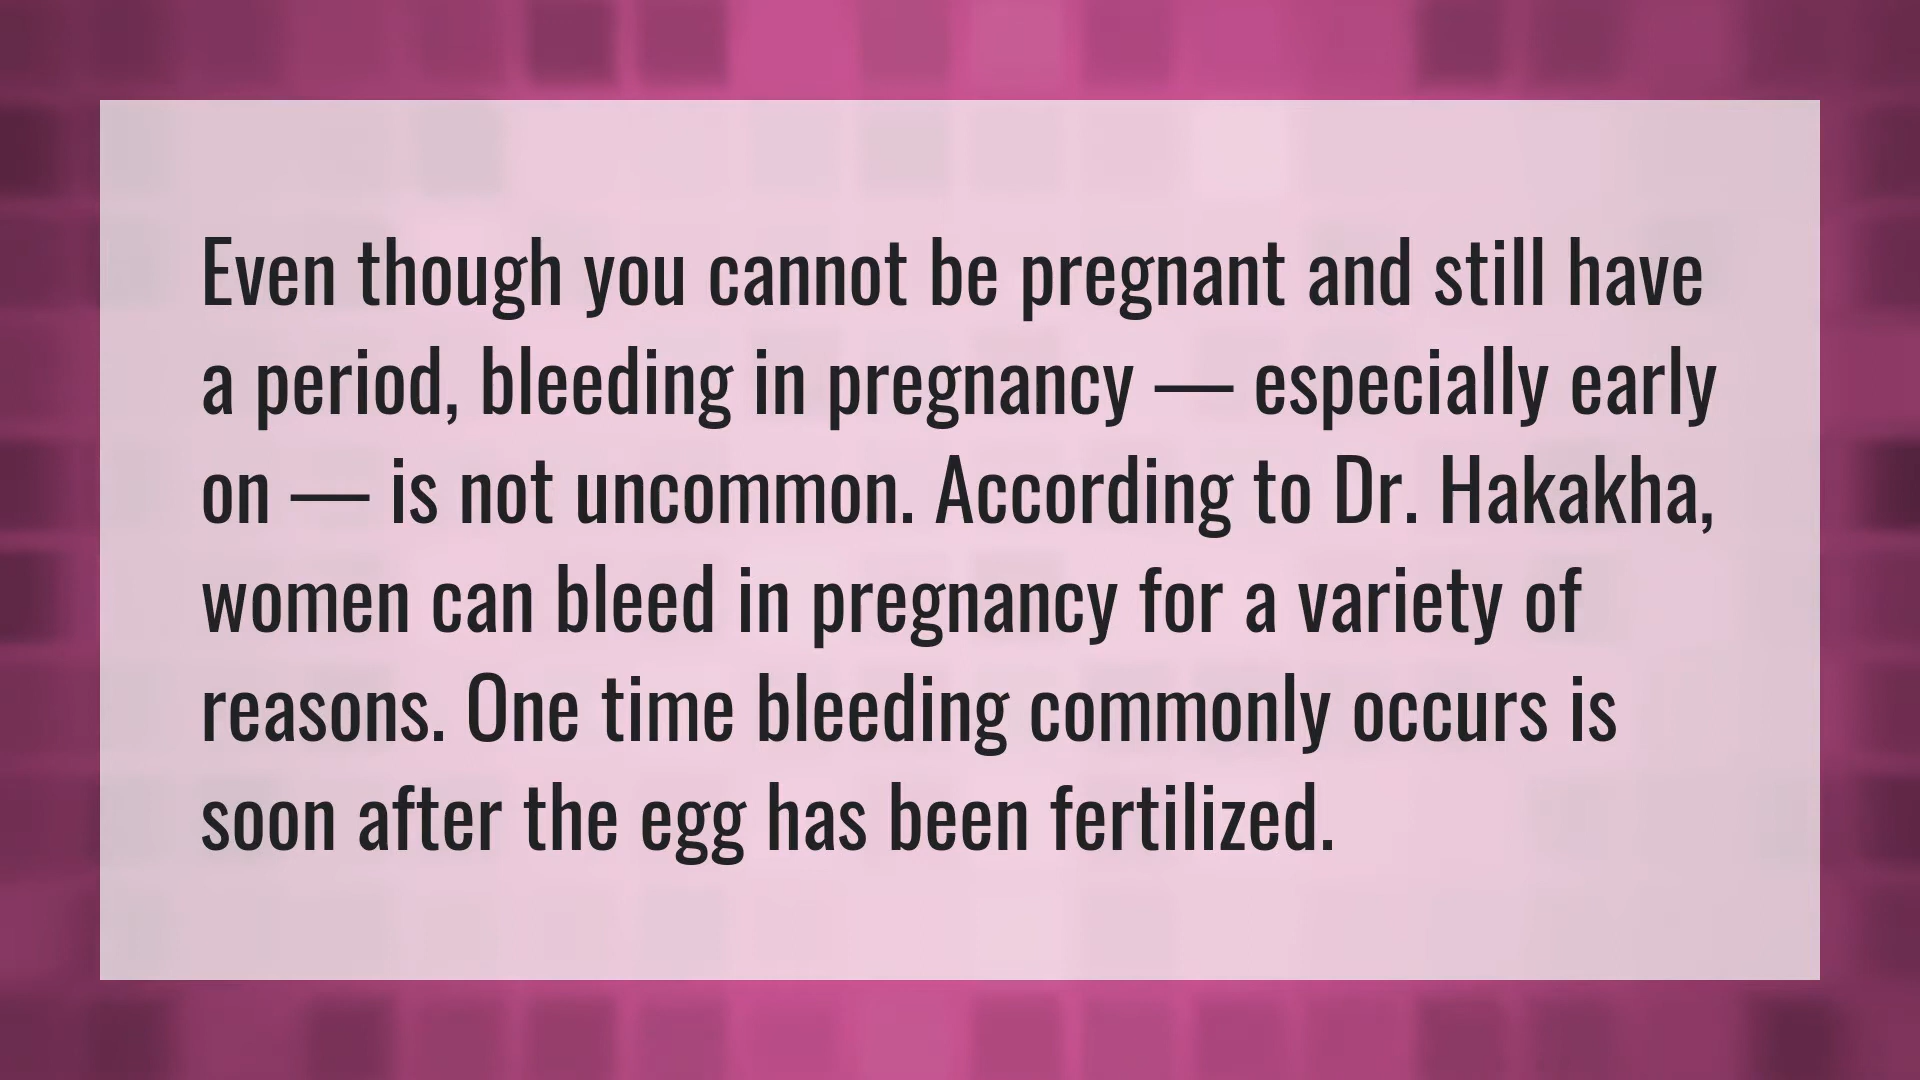 Even though you cannot be pregnant and still have
a period, bleeding in pregnancy — especially early
on — is not uncommon. According to Dr. Hakakha,
women can bleed in pregnancy for a variety of
reasons. One time bleeding commonly occurs is
soon after the egg has been fertilized.